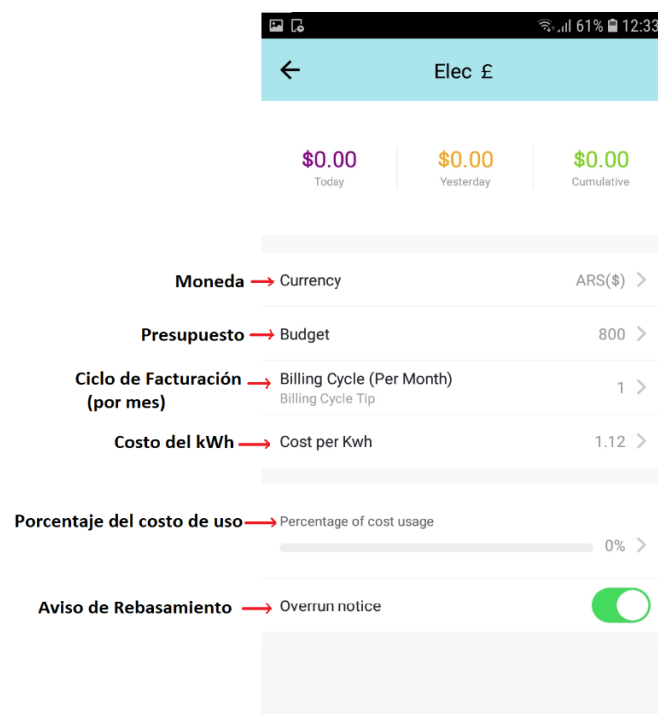 61% 12:33
Elec £
$0.00 $0.00 $0.00
Today Yesterday Cumulative
Moneda Currency ARS($)
Presupuesto Budget 800
Ciclo de Facturación Billing Cycle (Per Month) 1
(por mes) Billing Cycle Tip
Costo del kWh Cost per Kwh 1.12
Porcentaje del costo de uso Percentage of cost usage
0%
Aviso de Rebasamiento Overrun notice